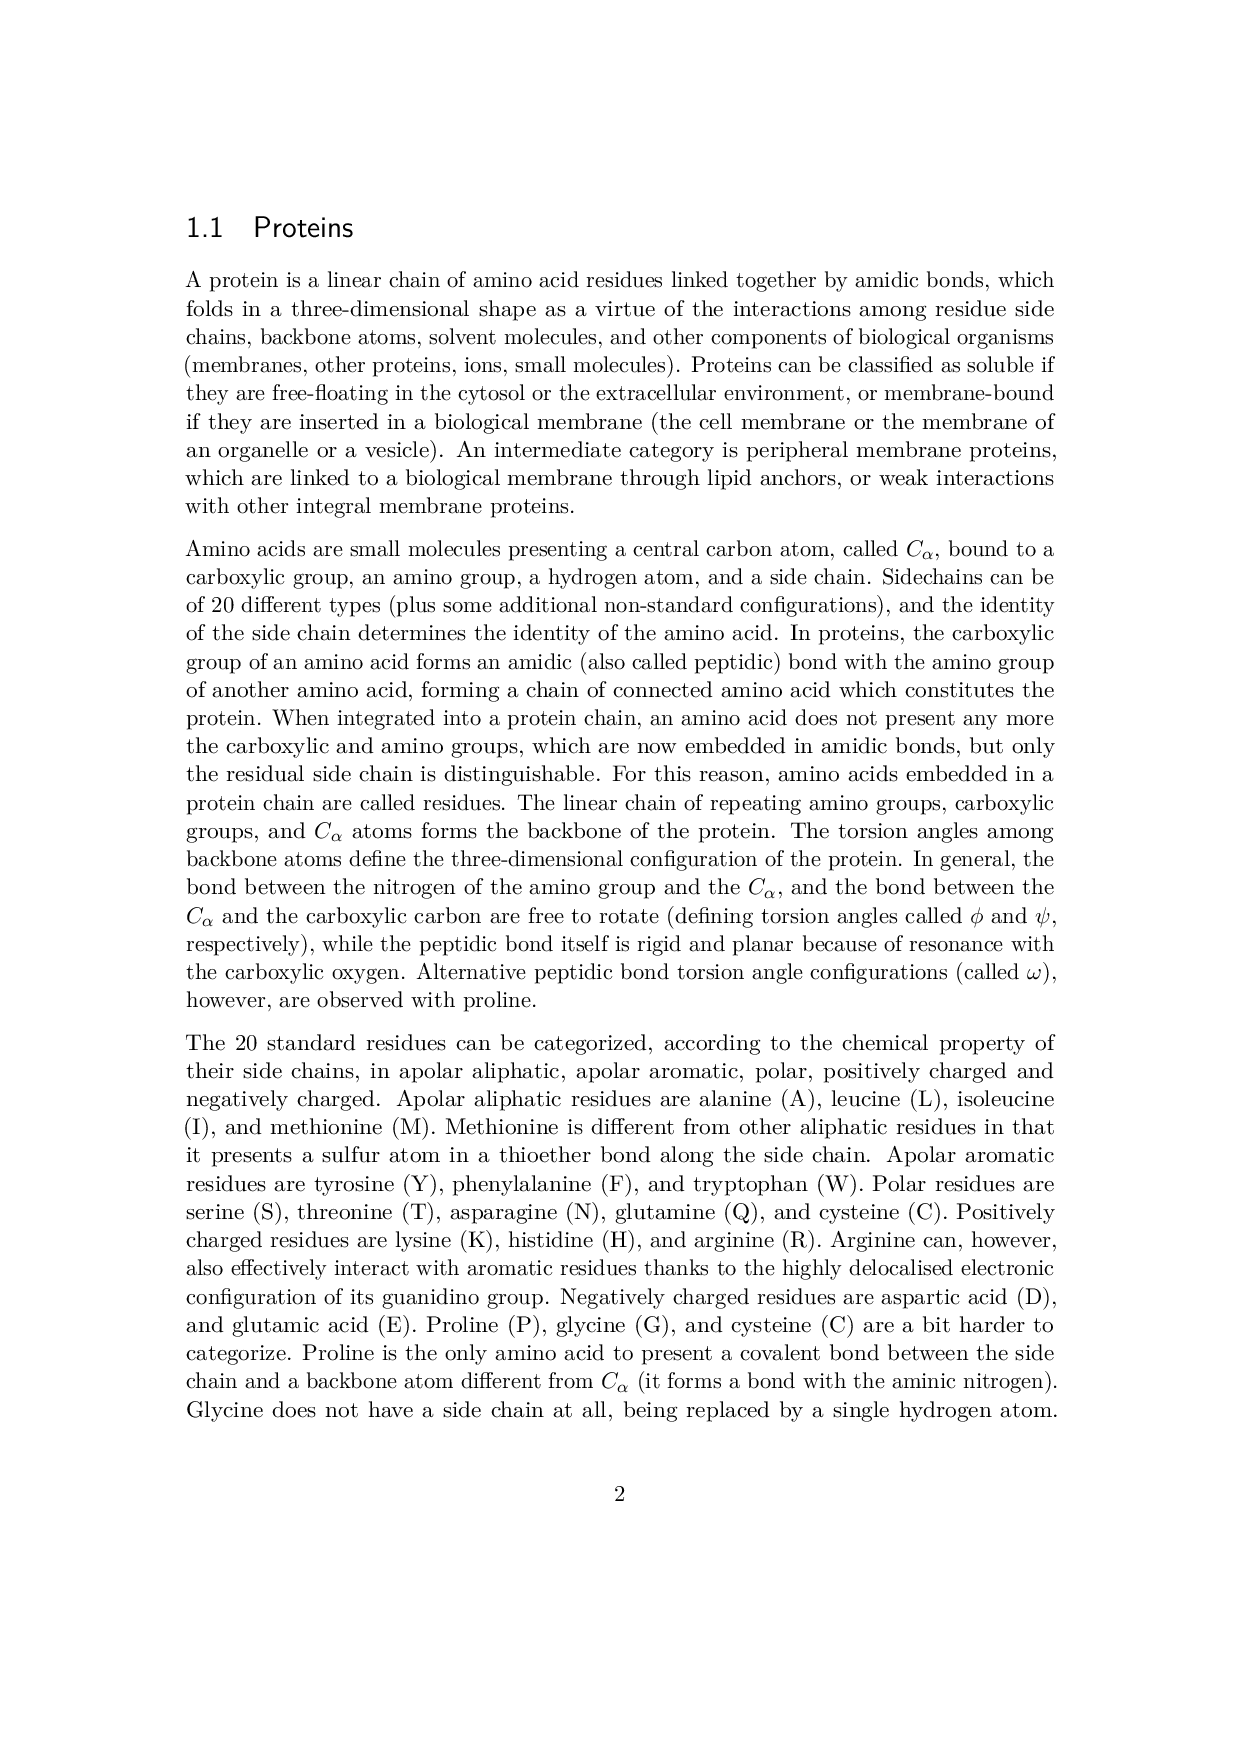 1.1 Proteins
A protein is a linear chain of amino acid residues linked together by amidic bonds, which
folds in a three-dimensional shape as a virtue of the interactions among residue side
chains, backbone atoms, solvent molecules, and other components of biological organisms
(membranes, other proteins, ions, small molecules). Proteins can be classified as soluble if
they are free-floating in the cytosol or the extracellular environment, or membrane-bound
if they are inserted in a biological membrane (the cell membrane or the membrane of
an organelle or a vesicle). An intermediate category is peripheral membrane proteins,
which are linked to a biological membrane through lipid anchors, or weak interactions
with other integral membrane proteins.
Amino acids are small molecules presenting a central carbon atom, called Cα, bound to a
carboxylic group, an amino group, a hydrogen atom, and a side chain. Sidechains can be
of 20 different types (plus some additional non-standard configurations), and the identity
of the side chain determines the identity of the amino acid. In proteins, the carboxylic
group of an amino acid forms an amidic (also called peptidic) bond with the amino group
of another amino acid, forming a chain of connected amino acid which constitutes the
protein. When integrated into a protein chain, an amino acid does not present any more
the carboxylic and amino groups, which are now embedded in amidic bonds, but only
the residual side chain is distinguishable. For this reason, amino acids embedded in a
protein chain are called residues. The linear chain of repeating amino groups, carboxylic
groups, and Cα atoms forms the backbone of the protein. The torsion angles among
backbone atoms define the three-dimensional configuration of the protein. In general, the
bond between the nitrogen of the amino group and the Cα, and the bond between the
Cα and the carboxylic carbon are free to rotate (defining torsion angles called ϕ and ψ,
respectively), while the peptidic bond itself is rigid and planar because of resonance with
the carboxylic oxygen. Alternative peptidic bond torsion angle configurations (called ω),
however, are observed with proline.
The 20 standard residues can be categorized, according to the chemical property of
their side chains, in apolar aliphatic, apolar aromatic, polar, positively charged and
negatively charged. Apolar aliphatic residues are alanine (A), leucine (L), isoleucine
(I), and methionine (M). Methionine is different from other aliphatic residues in that
it presents a sulfur atom in a thioether bond along the side chain. Apolar aromatic
residues are tyrosine (Y), phenylalanine (F), and tryptophan (W). Polar residues are
serine (S), threonine (T), asparagine (N), glutamine (Q), and cysteine (C). Positively
charged residues are lysine (K), histidine (H), and arginine (R). Arginine can, however,
also effectively interact with aromatic residues thanks to the highly delocalised electronic
configuration of its guanidino group. Negatively charged residues are aspartic acid (D),
and glutamic acid (E). Proline (P), glycine (G), and cysteine (C) are a bit harder to
categorize. Proline is the only amino acid to present a covalent bond between the side
chain and a backbone atom different from Cα (it forms a bond with the aminic nitrogen).
Glycine does not have a side chain at all, being replaced by a single hydrogen atom.
2